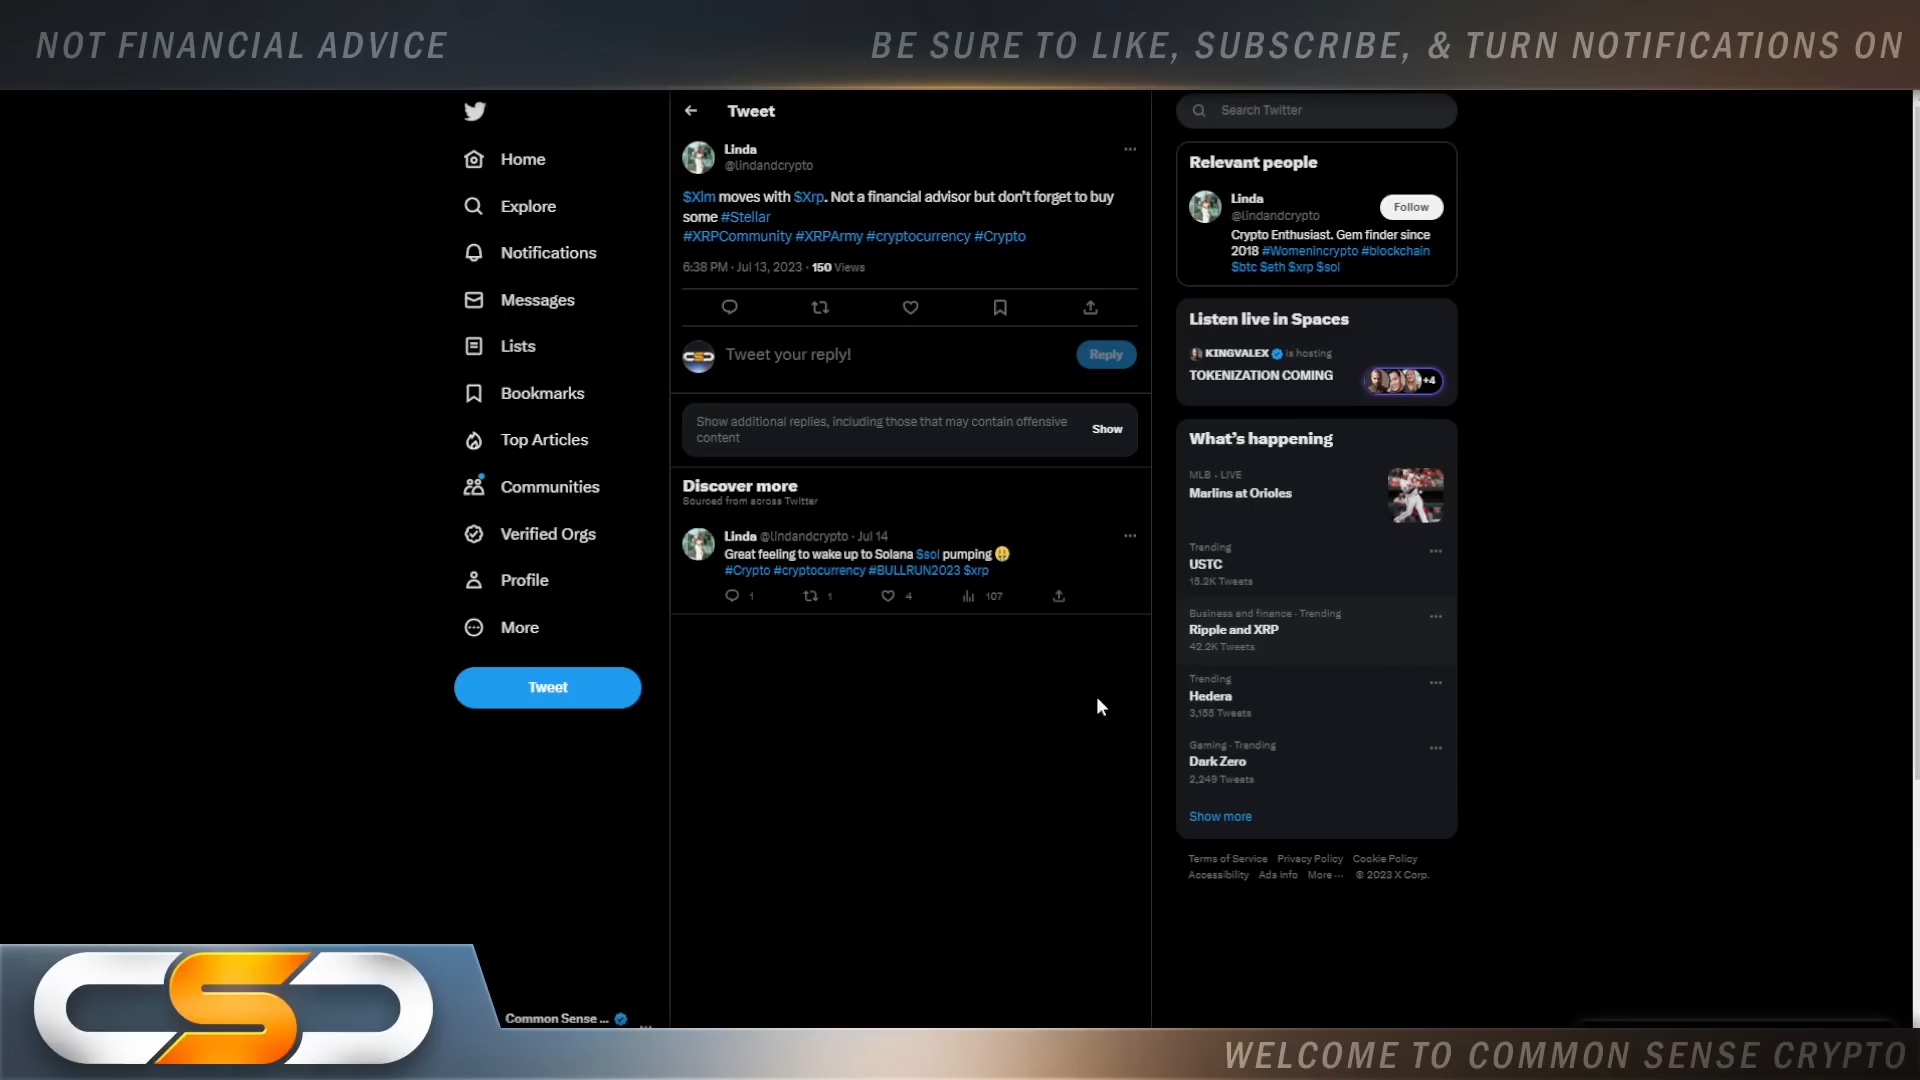 NOT FINANCIAL ADVICE
BE SURE TO LIKE, SUBSCRIBE, & TURN NOTIFICATIONS ON
Home
Explore
Notifications
Messages
Lists
Bookmarks
Top Articles
Communities
Verified Orgs
Profile
More
Tweet
Common Sense ...
Tweet
Linda
@lindandcrypto
$Xlm moves with $Xrp. Not a financial advisor but don't forget to buy
some #Stellar
#XRPCommunity #XRPArmy #cryptocurrency #Crypto
6:38 PM · Jul 13, 2023 · 150 Views
Tweet your reply!
Reply
Show additional replies, including those that may contain offensive
content
Show
Discover more
Sourced from across Twitter
Linda @lindandcrypto · Jul 14
Great feeling to wake up to Solana $sol pumping 🤑
#Crypto #cryptocurrency #BULLRUN2023 $xrp
1 1 4 107
Search Twitter
Relevant people
Linda
@lindandcrypto
Follow
Crypto Enthusiast. Gem finder since
2018 #Womenincrypto #blockchain
$btc $eth $xrp $sol
Listen live in Spaces
KINGVALEX is hosting
TOKENIZATION COMING
+4
What's happening
MLB · LIVE
Marlins at Orioles
Trending
USTC
15.2K Tweets
Business and finance · Trending
Ripple and XRP
42.2K Tweets
Trending
Hedera
3,155 Tweets
Gaming · Trending
Dark Zero
2,249 Tweets
Show more
Terms of Service Privacy Policy Cookie Policy
Accessibility Ads info More ··· © 2023 X Corp.
CSC
WELCOME TO COMMON SENSE CRYPTO